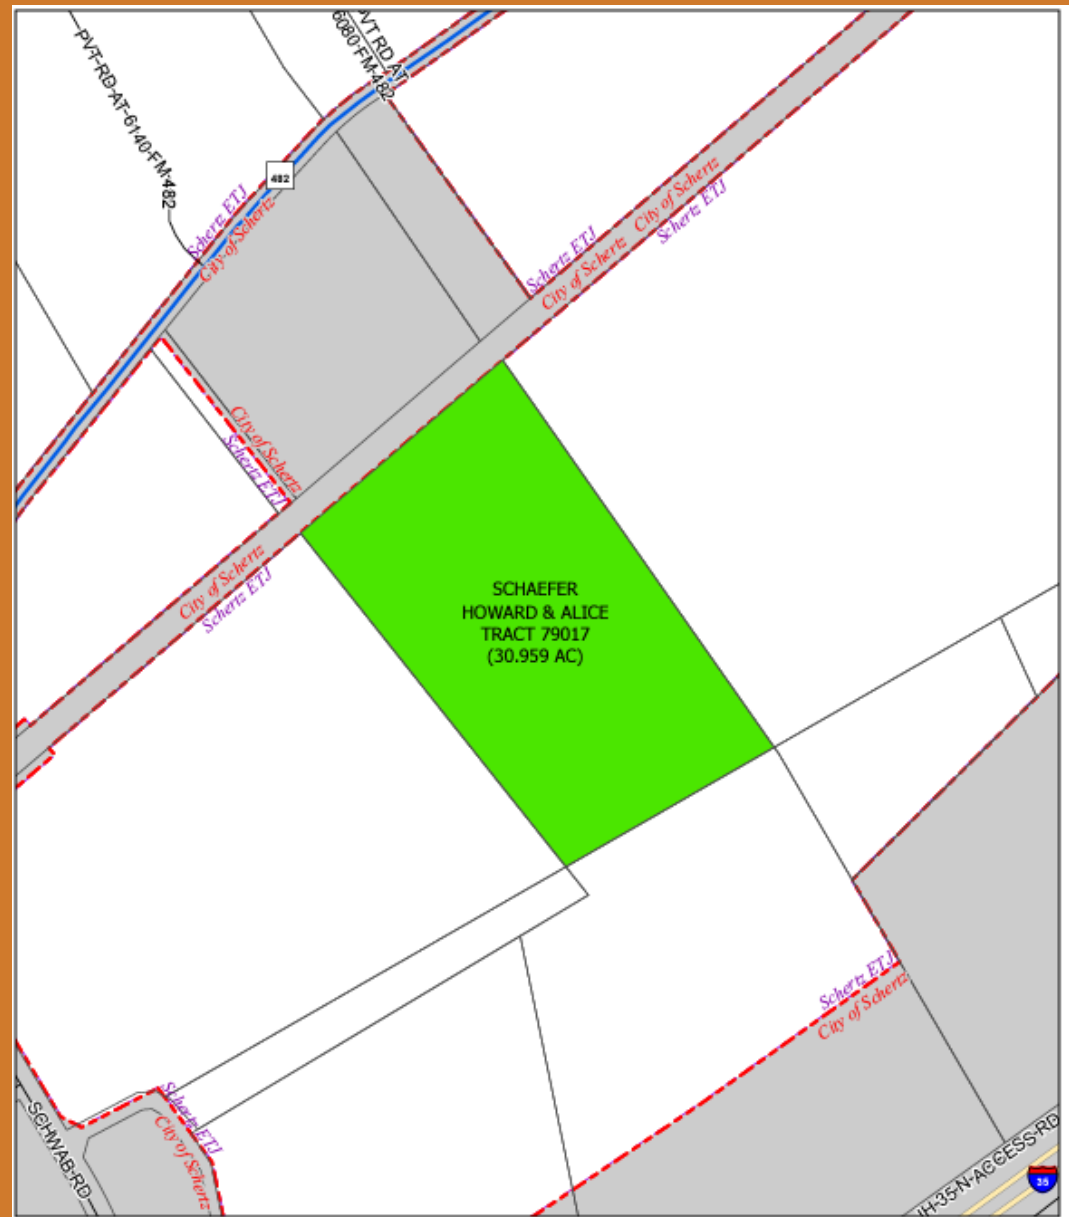 PVT-RD-AT-6140-FM-482
PVT RD AT
6080-FM-482
482
Schertz ETJ
City of Schertz
City of Schertz
Schertz ETJ
Schertz ETJ
City of Schertz
City of Schertz
Schertz ETJ
City of Schertz
Schertz ETJ
SCHAEFER
HOWARD & ALICE
TRACT 79017
(30.959 AC)
Schertz ETJ
City of Schertz
Schertz ETJ
City of Schertz
SCHWAB-RD
IH-35-N-ACCESS-RD
35